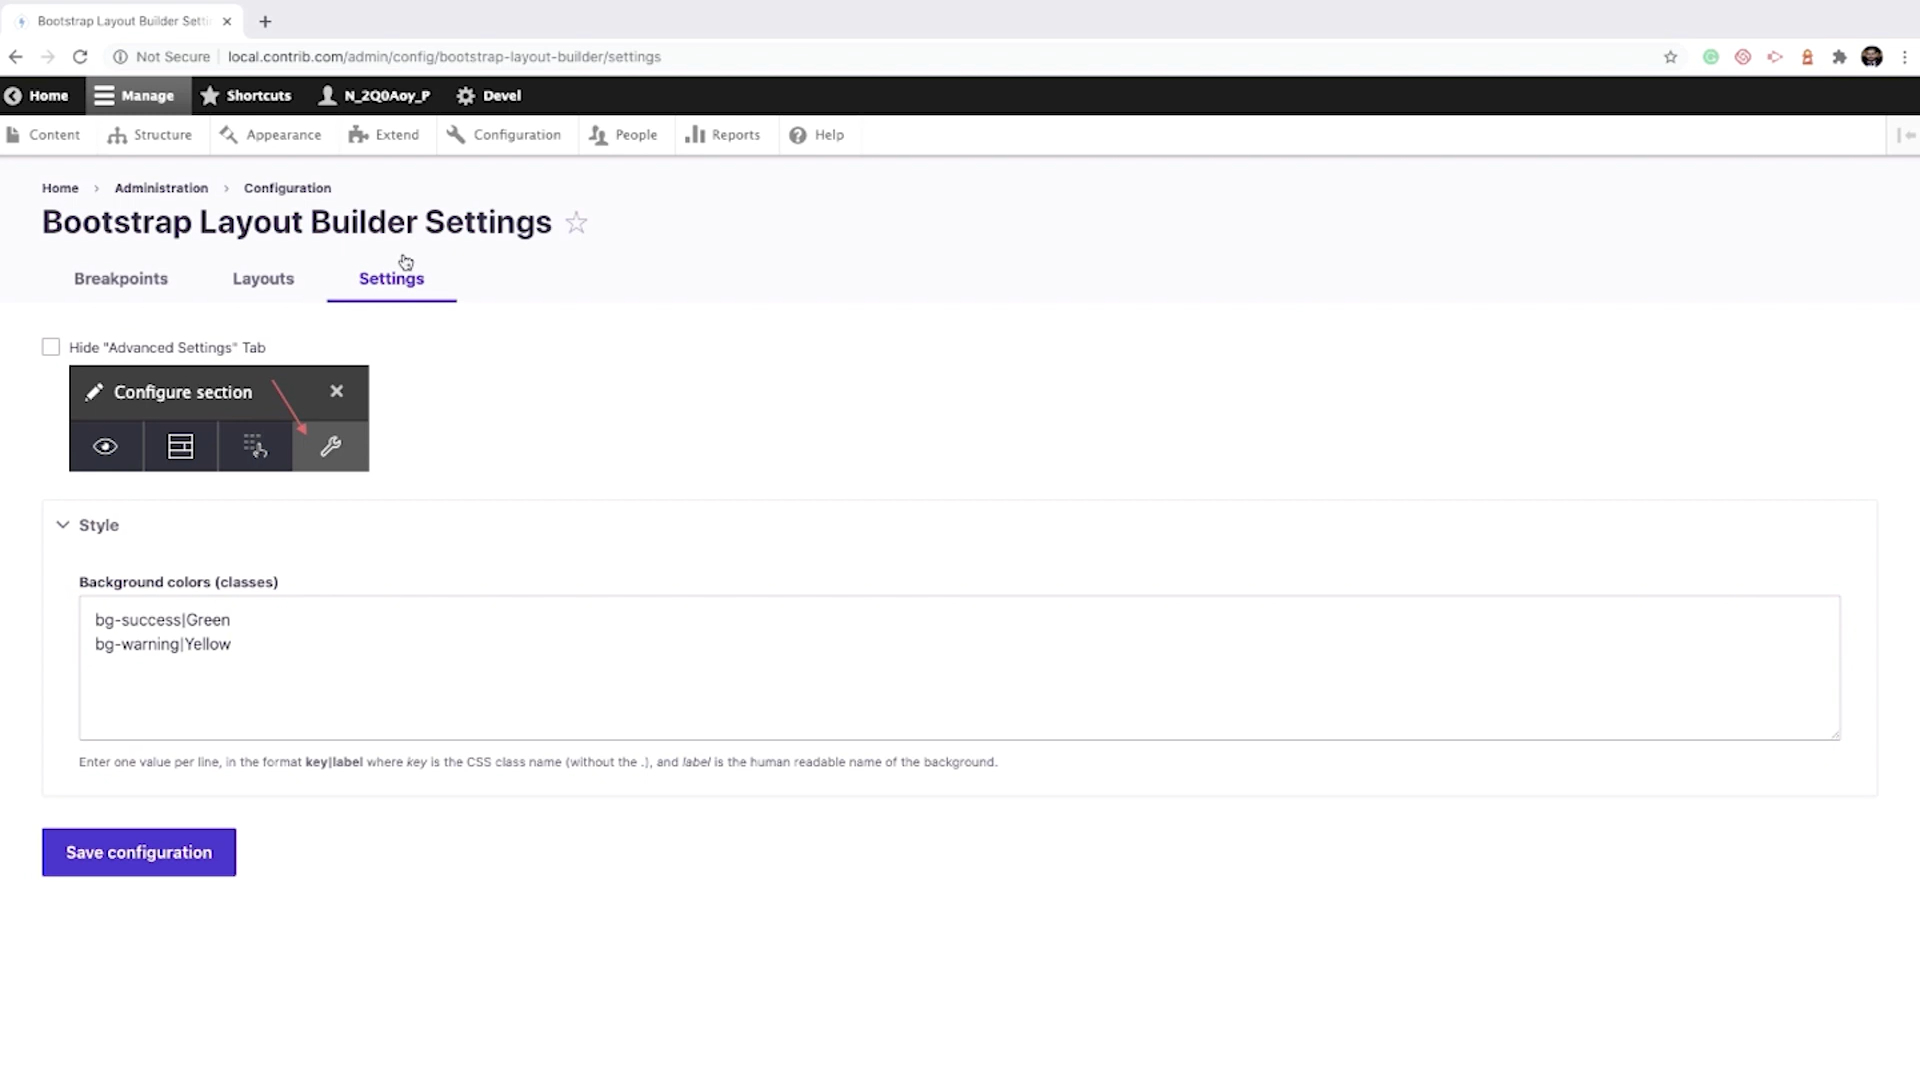 Bootstrap Layout Builder Setti
Not Secure local.contrib.com/admin/config/bootstrap-layout-builder/settings
Home Manage Shortcuts N_2Q0Aoy_P Devel
Content Structure Appearance Extend Configuration People Reports Help
Home › Administration › Configuration
Bootstrap Layout Builder Settings
Breakpoints Layouts Settings
Hide "Advanced Settings" Tab
Configure section
Style
Background colors (classes)
bg-success|Green
bg-warning|Yellow
Enter one value per line, in the format key|label where key is the CSS class name (without the .), and label is the human readable name of the background.
Save configuration